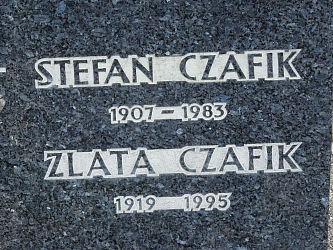 STEFAN CZAFIK
1907 - 1983
ZLATA CZAFIK
1919 - 1995